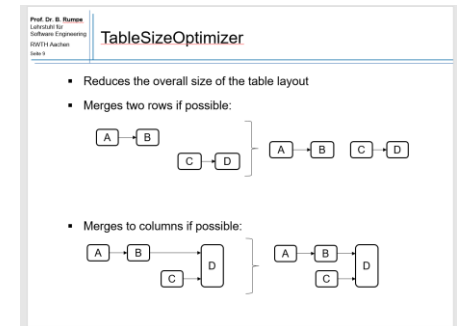 Prof. Dr. B. Rumpe
Lehrstuhl für
Software Engineering
RWTH Aachen
Seite 9
TableSizeOptimizer
Reduces the overall size of the table layout
Merges two rows if possible:
A B
C D
A B C D
Merges to columns if possible:
A B
D
C
A B
D
C